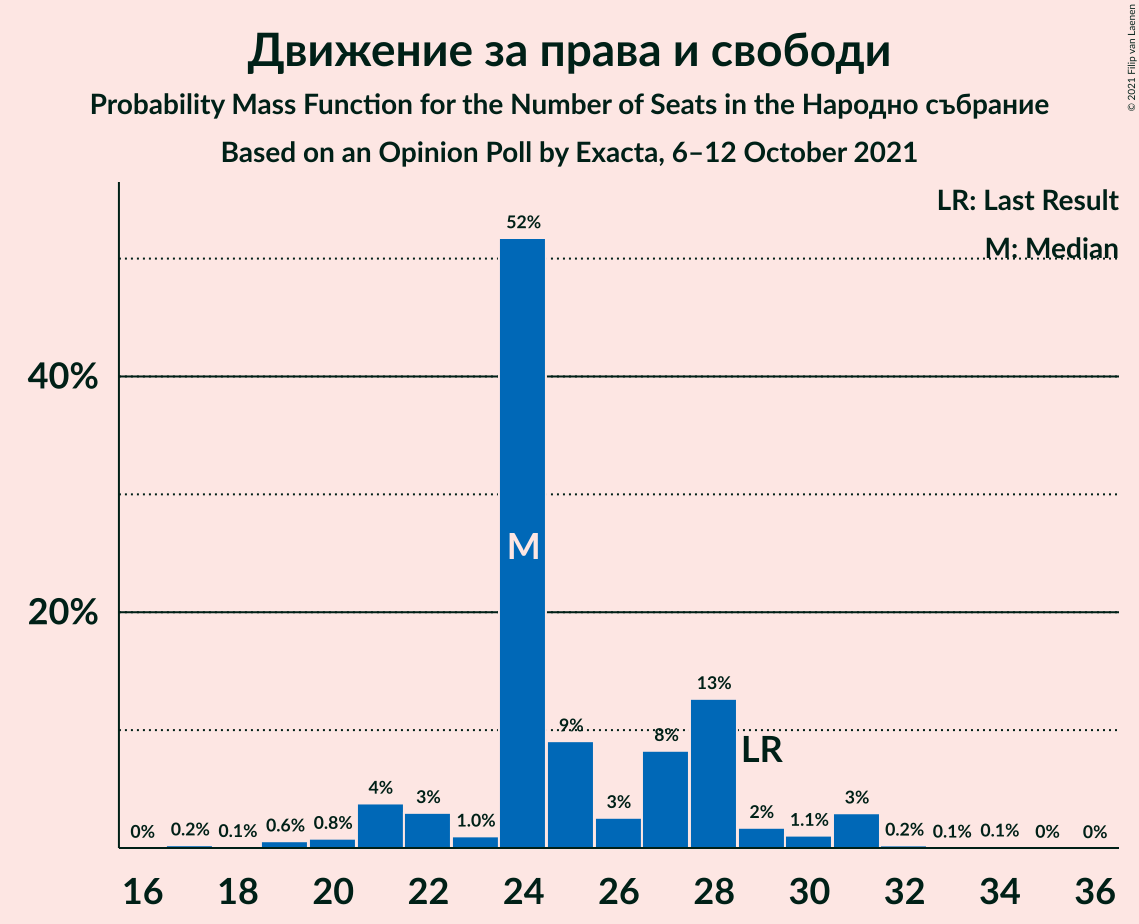 Движение за права и свободи
Probability Mass Function for the Number of Seats in the Народно събрание
Based on an Opinion Poll by Exacta, 6–12 October 2021
© 2021 Filip van Laenen
LR: Last Result
M: Median
52%
40%
M
20%
13%
9%
8%
LR
4%
3%
3%
3%
2%
0%
0.2%
0.1%
0.6%
0.8%
1.0%
1.1%
0.2%
0.1%
0.1%
0%
0%
16 18 20 22 24 26 28 30 32 34 36